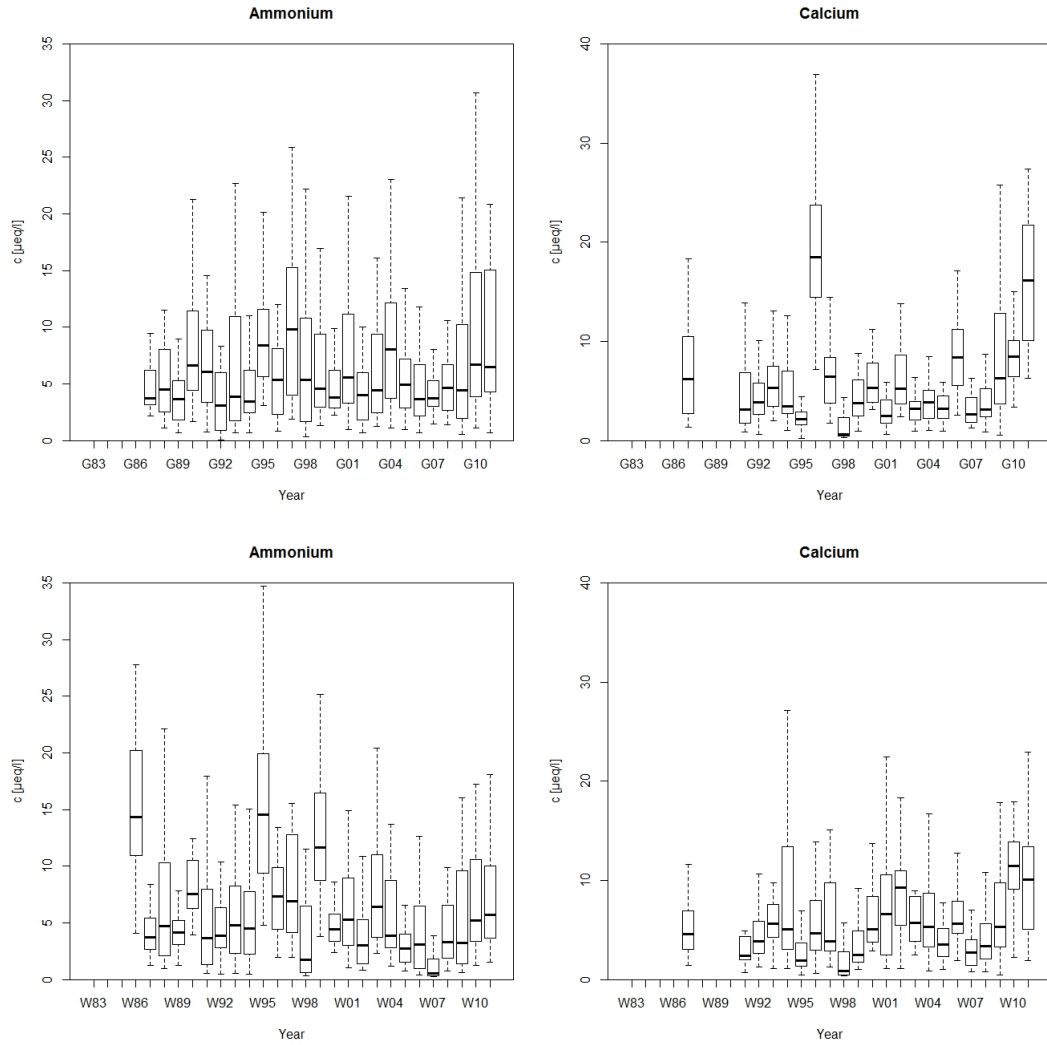 Ammonium
c [µeq/l]
0 5 10 15 20 25 30 35
G83 G86 G89 G92 G95 G98 G01 G04 G07 G10
Year
Calcium
c [µeq/l]
0 10 20 30 40
G83 G86 G89 G92 G95 G98 G01 G04 G07 G10
Year
Ammonium
c [µeq/l]
0 5 10 15 20 25 30 35
W83 W86 W89 W92 W95 W98 W01 W04 W07 W10
Year
Calcium
c [µeq/l]
0 10 20 30 40
W83 W86 W89 W92 W95 W98 W01 W04 W07 W10
Year